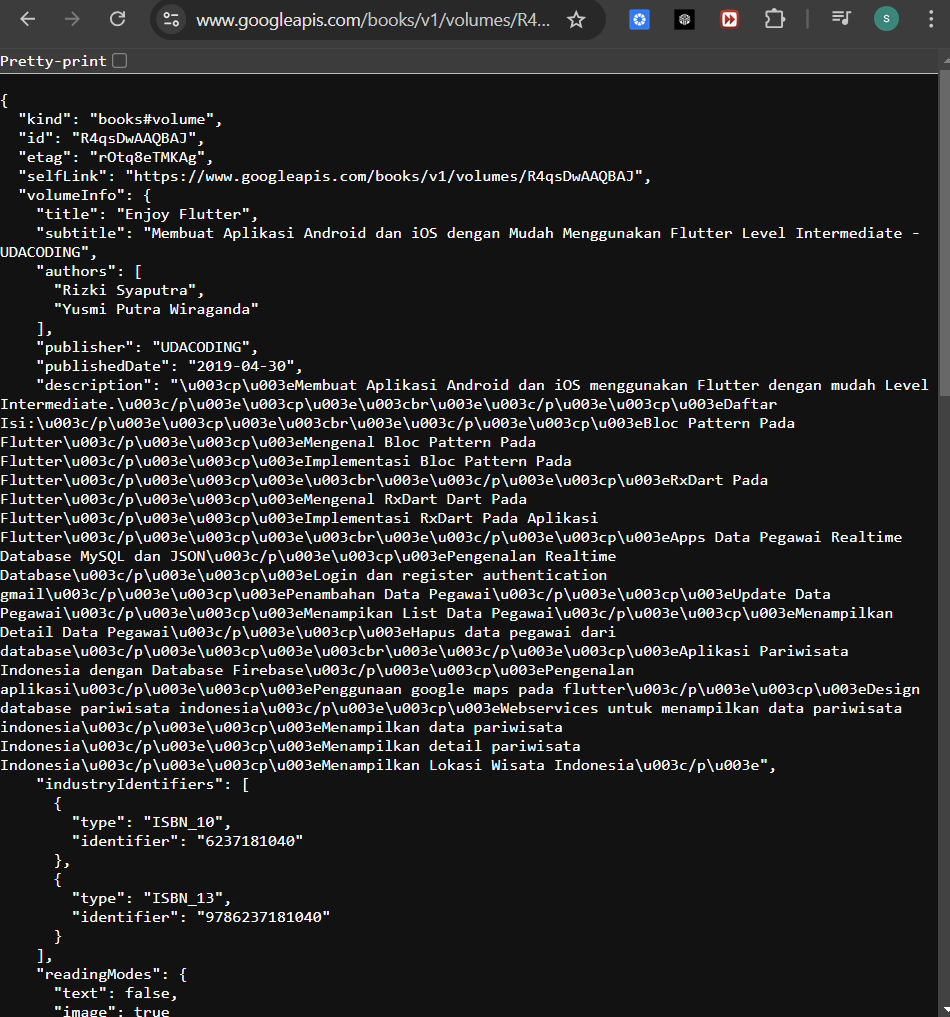 www.googleapis.com/books/v1/volumes/R4...
S
Pretty-print
{
"kind": "books#volume",
"id": "R4qsDwAAQBAJ",
"etag": "rOtq8eTMKAg",
"selfLink": "https://www.googleapis.com/books/v1/volumes/R4qsDwAAQBAJ",
"volumeInfo": {
"title": "Enjoy Flutter",
"subtitle": "Membuat Aplikasi Android dan iOS dengan Mudah Menggunakan Flutter Level Intermediate -
UDACODING",
"authors": [
"Rizki Syaputra",
"Yusmi Putra Wiraganda"
],
"publisher": "UDACODING",
"publishedDate": "2019-04-30",
"description": "\u003cp\u003eMembuat Aplikasi Android dan iOS menggunakan Flutter dengan mudah Level
Intermediate.\u003c/p\u003e\u003cp\u003e\u003cbr\u003e\u003c/p\u003e\u003cp\u003eDaftar
Isi:\u003c/p\u003e\u003cp\u003e\u003cbr\u003e\u003c/p\u003e\u003cp\u003eBloc Pattern Pada
Flutter\u003c/p\u003e\u003cp\u003eMengenal Bloc Pattern Pada
Flutter\u003c/p\u003e\u003cp\u003eImplementasi Bloc Pattern Pada
Flutter\u003c/p\u003e\u003cp\u003e\u003cbr\u003e\u003c/p\u003e\u003cp\u003eRxDart Pada
Flutter\u003c/p\u003e\u003cp\u003eMengenal RxDart Dart Pada
Flutter\u003c/p\u003e\u003cp\u003eImplementasi RxDart Pada Aplikasi
Flutter\u003c/p\u003e\u003cp\u003e\u003cbr\u003e\u003c/p\u003e\u003cp\u003eApps Data Pegawai Realtime
Database MySQL dan JSON\u003c/p\u003e\u003cp\u003ePengenalan Realtime
Database\u003c/p\u003e\u003cp\u003eLogin dan register authentication
gmail\u003c/p\u003e\u003cp\u003ePenambahan Data Pegawai\u003c/p\u003e\u003cp\u003eUpdate Data
Pegawai\u003c/p\u003e\u003cp\u003eMenampikan List Data Pegawai\u003c/p\u003e\u003cp\u003eMenampilkan
Detail Data Pegawai\u003c/p\u003e\u003cp\u003eHapus data pegawai dari
database\u003c/p\u003e\u003cp\u003e\u003cbr\u003e\u003c/p\u003e\u003cp\u003eAplikasi Pariwisata
Indonesia dengan Database Firebase\u003c/p\u003e\u003cp\u003ePengenalan
aplikasi\u003c/p\u003e\u003cp\u003ePenggunaan google maps pada flutter\u003c/p\u003e\u003cp\u003eDesign
database pariwisata indonesia\u003c/p\u003e\u003cp\u003eWebservices untuk menampilkan data pariwisata
indonesia\u003c/p\u003e\u003cp\u003eMenampilkan data pariwisata
Indonesia\u003c/p\u003e\u003cp\u003eMenampilkan detail pariwisata
Indonesia\u003c/p\u003e\u003cp\u003eMenampilkan Lokasi Wisata Indonesia\u003c/p\u003e",
"industryIdentifiers": [
{
"type": "ISBN_10",
"identifier": "6237181040"
},
{
"type": "ISBN_13",
"identifier": "9786237181040"
}
],
"readingModes": {
"text": false,
"image": true